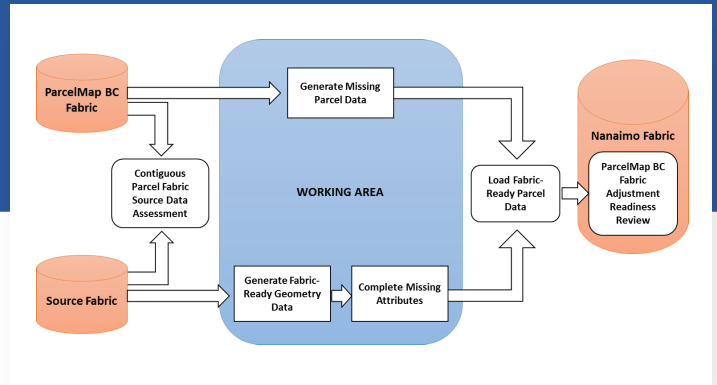 ParcelMap BC
Fabric
Generate Missing
Parcel Data
Nanaimo Fabric
Contiguous
Parcel Fabric
Source Data
Assessment
WORKING AREA
Load Fabric-
Ready Parcel
Data
ParcelMap BC
Fabric
Adjustment
Readiness
Review
Source Fabric
Generate Fabric-
Ready Geometry
Data
Complete Missing
Attributes